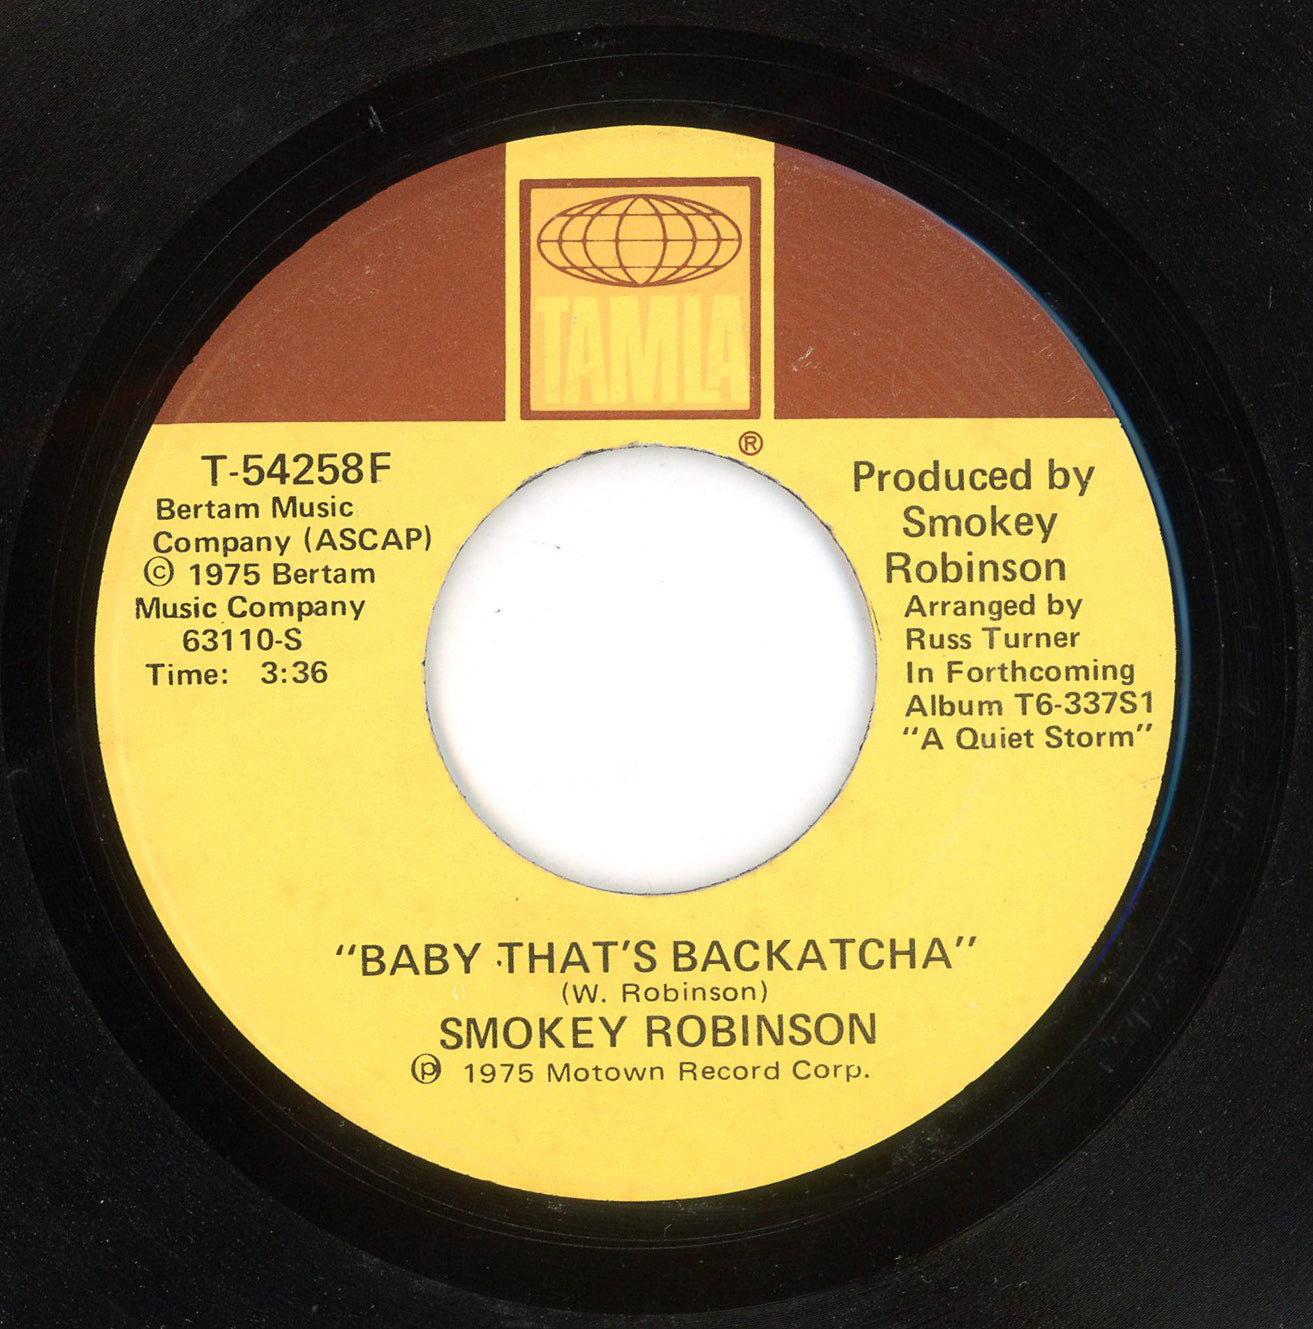 TAMLA
®
T-54258F
Bertam Music
Company (ASCAP)
© 1975 Bertam
Music Company
63110-S
Time: 3:36
Produced by
Smokey
Robinson
Arranged by
Russ Turner
In Forthcoming
Album T6-337S1
"A Quiet Storm"
"BABY THAT'S BACKATCHA"
(W. Robinson)
SMOKEY ROBINSON
℗ 1975 Motown Record Corp.